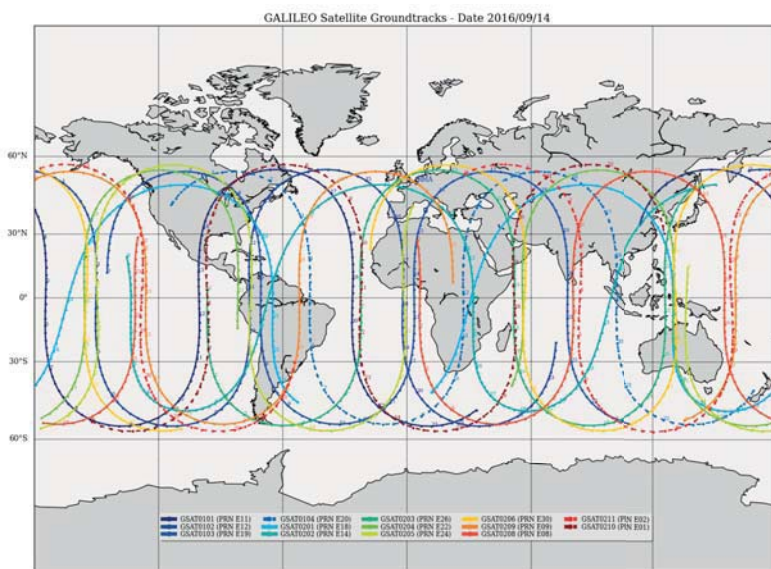 GALILEO Satellite Groundtracks - Date 2016/09/14
60°N
30°N
0°
30°S
60°S
GSAT0101 (PRN E11)
GSAT0102 (PRN E12)
GSAT0103 (PRN E19)
GSAT0104 (PRN E20)
GSAT0201 (PRN E18)
GSAT0202 (PRN E14)
GSAT0203 (PRN E26)
GSAT0204 (PRN E22)
GSAT0205 (PRN E24)
GSAT0206 (PRN E30)
GSAT0209 (PRN E09)
GSAT0208 (PRN E08)
GSAT0211 (PIN E02)
GSAT0210 (PIN E01)